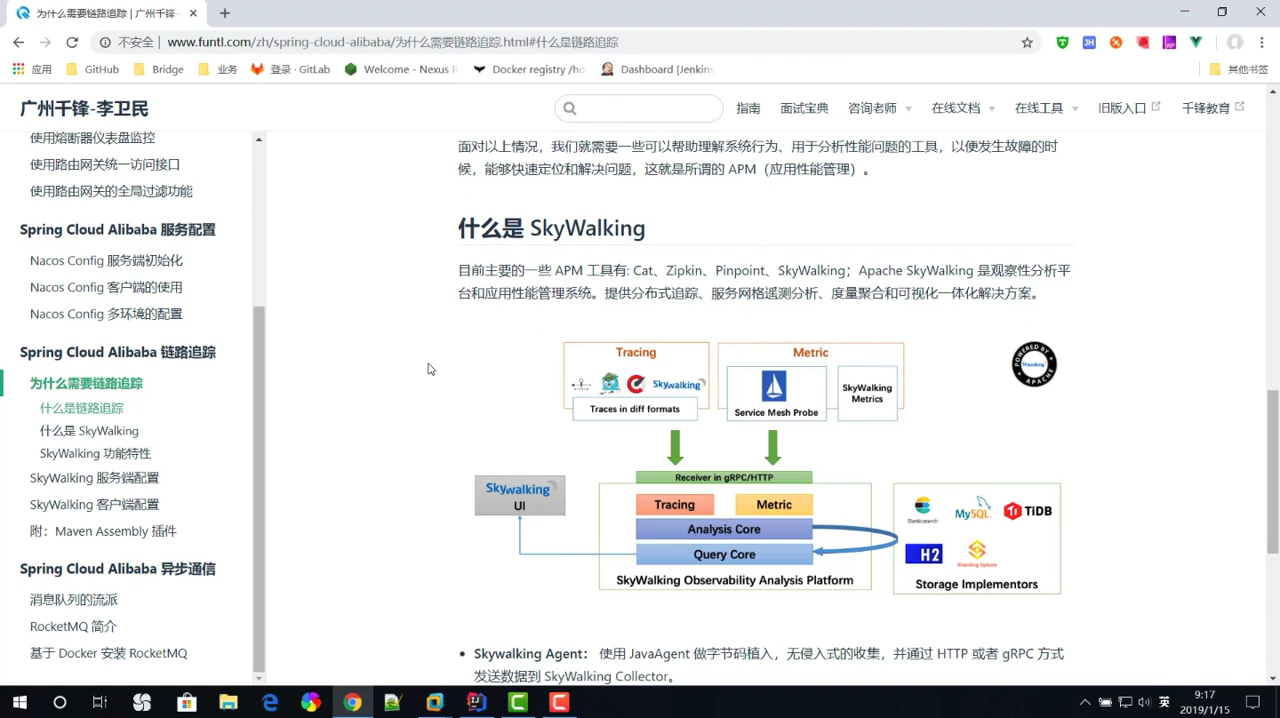 为什么需要链路追踪 | 广州千锋-
不安全 | www.funtl.com/zh/spring-cloud-alibaba/为什么需要链路追踪.html#什么是链路追踪
应用 GitHub Bridge 业务 登录 · GitLab Welcome - Nexus R Docker registry /ho Dashboard [Jenkins 其他书签
广州千锋-李卫民 指南 面试宝典 咨询老师 在线文档 在线工具 旧版入口 千锋教育
使用熔断器仪表盘监控
使用路由网关统一访问接口
使用路由网关的全局过滤功能
Spring Cloud Alibaba 服务配置
Nacos Config 服务端初始化
Nacos Config 客户端的使用
Nacos Config 多环境的配置
Spring Cloud Alibaba 链路追踪
为什么需要链路追踪
什么是链路追踪
什么是 SkyWalking
SkyWalking 功能特性
SkyWalking 服务端配置
SkyWalking 客户端配置
附：Maven Assembly 插件
Spring Cloud Alibaba 异步通信
消息队列的流派
RocketMQ 简介
基于 Docker 安装 RocketMQ
面对以上情况，我们就需要一些可以帮助理解系统行为、用于分析性能问题的工具，以便发生故障的时
候，能够快速定位和解决问题，这就是所谓的 APM（应用性能管理）。
什么是 SkyWalking
目前主要的一些 APM 工具有: Cat、Zipkin、Pinpoint、SkyWalking；Apache SkyWalking 是观察性分析平
台和应用性能管理系统。提供分布式追踪、服务网格遥测分析、度量聚合和可视化一体化解决方案。
Tracing
Skywalking
Traces in diff formats
Metric
Service Mesh Probe
SkyWalking
Metrics
POWERED BY
APACHE
Receiver in gRPC/HTTP
Skywalking
UI
Tracing
Metric
Analysis Core
Query Core
SkyWalking Observability Analysis Platform
Elasticsearch
MySQL
TiDB
H2
Sharding Sphere
Storage Implementors
• Skywalking Agent： 使用 JavaAgent 做字节码植入，无侵入式的收集，并通过 HTTP 或者 gRPC 方式
发送数据到 SkyWalking Collector。
英
9:17
2019/1/15